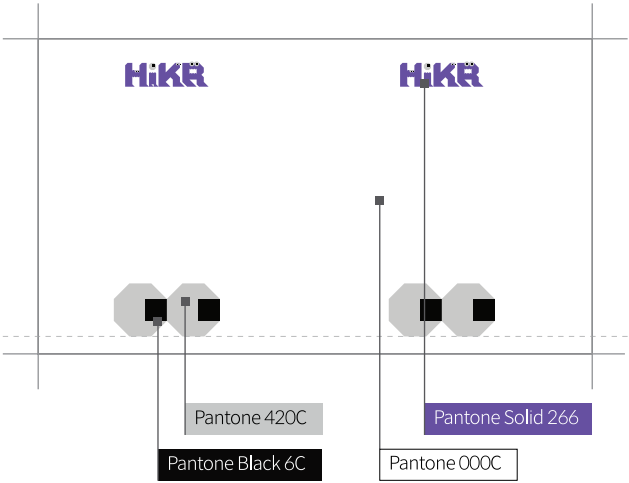 HiKR HiKR
Pantone 420C
Pantone Solid 266
Pantone Black 6C
Pantone 000C